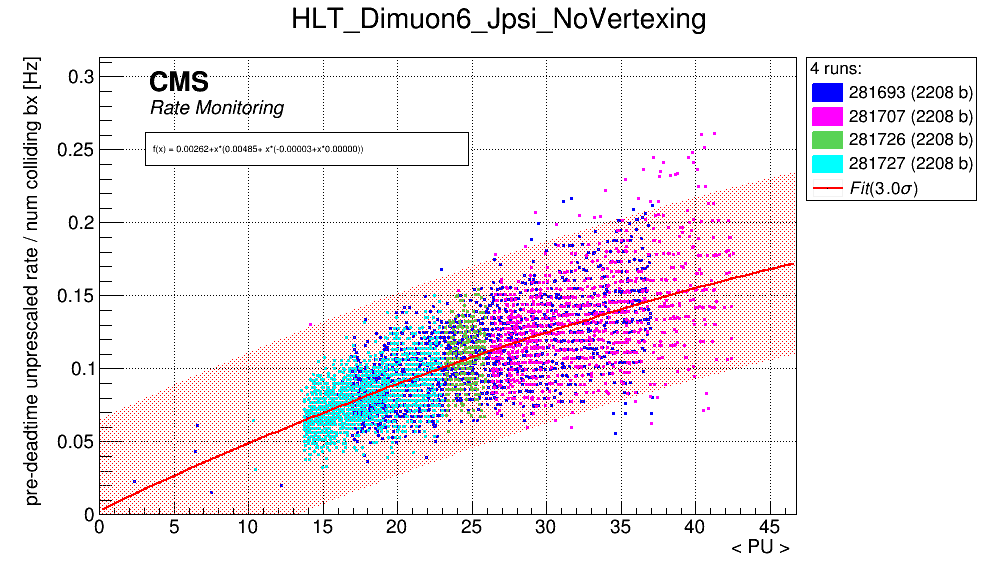 HLT_Dimuon6_Jpsi_NoVertexing
pre-deadtime unprescaled rate / num colliding bx [Hz]
CMS
Rate Monitoring
f(x) = 0.00262+x*(0.00485+ x*(-0.00003+x*0.00000))
0.3
0.25
0.2
0.15
0.1
0.05
0
0 5 10 15 20 25 30 35 40 45
< PU >
4 runs:
281693 (2208 b)
281707 (2208 b)
281726 (2208 b)
281727 (2208 b)
Fit(3.0σ)